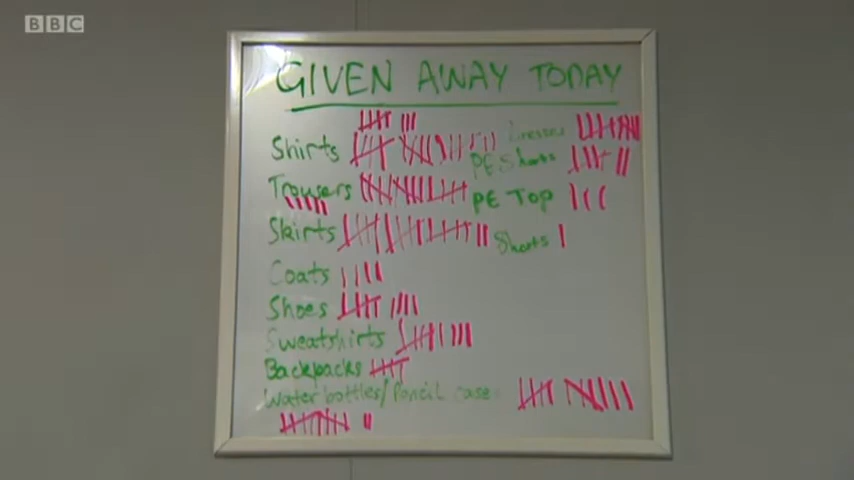 BBC
GIVEN AWAY TODAY
Shirts
Trousers
Skirts
Coats
Shoes
Sweatshirts
Backpacks
Water bottles/Pencil cases
Dresses
PE Shorts
PE TOP
Shorts